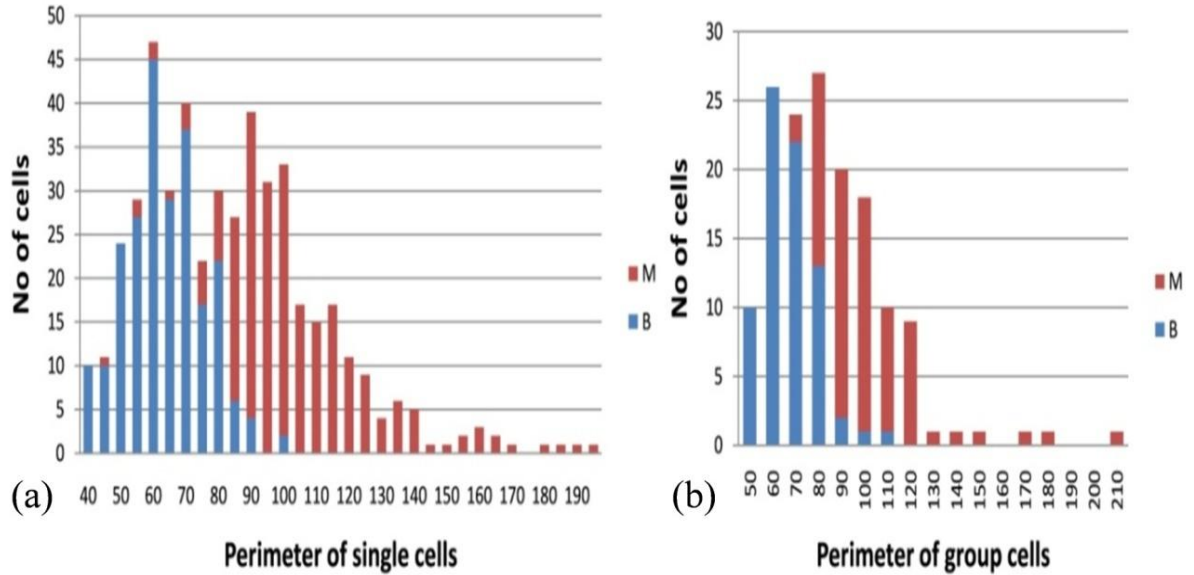 50
45
40
35
30
25
20
15
10
5
0
No of cells
40 50 60 70 80 90 100 110 120 130 140 150 160 170 180 190
Perimeter of single cells
M
B
(a)
30
25
20
15
10
5
0
No of cells
50 60 70 80 90 100 110 120 130 140 150 160 170 180 190 200 210
Perimeter of group cells
M
B
(b)